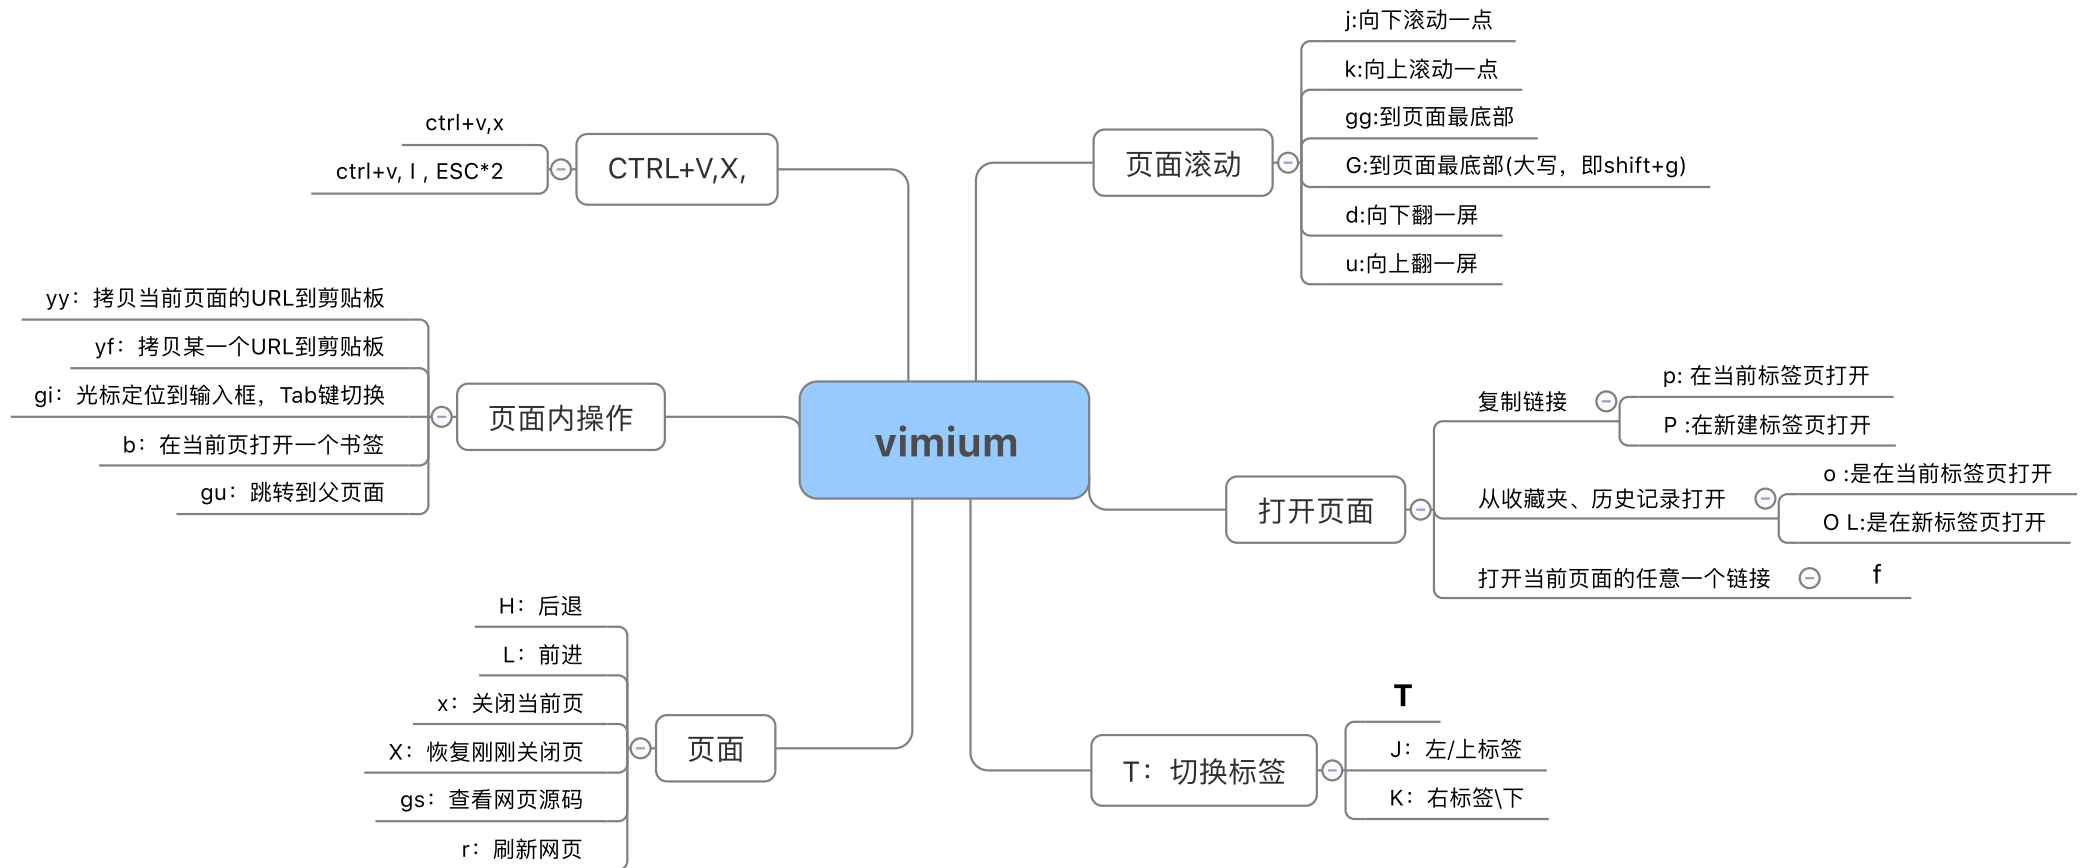 vimium
CTRL+V,X,
ctrl+v,x
ctrl+v, l , ESC*2
页面内操作
yy：拷贝当前页面的URL到剪贴板
yf：拷贝某一个URL到剪贴板
gi：光标定位到输入框，Tab键切换
b：在当前页打开一个书签
gu：跳转到父页面
页面
H：后退
L：前进
x：关闭当前页
X：恢复刚刚关闭页
gs：查看网页源码
r：刷新网页
页面滚动
j:向下滚动一点
k:向上滚动一点
gg:到页面最底部
G:到页面最底部(大写，即shift+g)
d:向下翻一屏
u:向上翻一屏
打开页面
复制链接
p: 在当前标签页打开
P :在新建标签页打开
从收藏夹、历史记录打开
o :是在当前标签页打开
O L:是在新标签页打开
打开当前页面的任意一个链接
f
T：切换标签
T
J：左/上标签
K：右标签\下